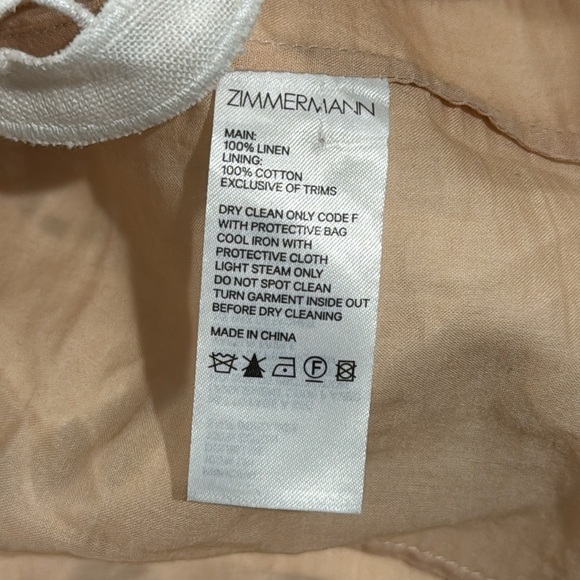 ZIMMERMANN
MAIN:
100% LINEN
LINING:
100% COTTON
EXCLUSIVE OF TRIMS
DRY CLEAN ONLY CODE F
WITH PROTECTIVE BAG
COOL IRON WITH
PROTECTIVE CLOTH
LIGHT STEAM ONLY
DO NOT SPOT CLEAN
TURN GARMENT INSIDE OUT
BEFORE DRY CLEANING
MADE IN CHINA
F